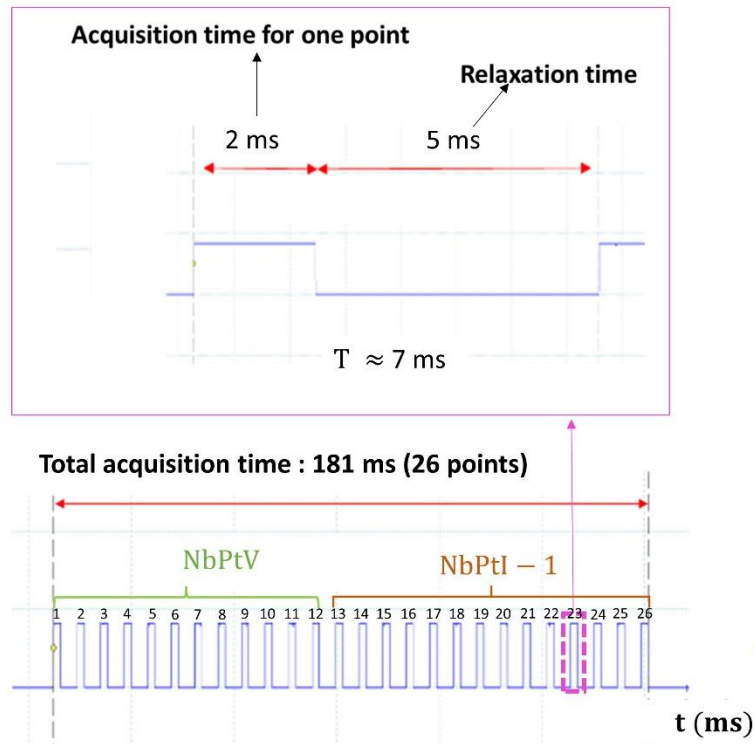 Acquisition time for one point
Relaxation time
2 ms 5 ms
T ≈ 7 ms
Total acquisition time : 181 ms (26 points)
NbPtV NbPtI − 1
1 2 3 4 5 6 7 8 9 10 11 12 13 14 15 16 17 18 19 20 21 22 23 24 25 26
t (ms)